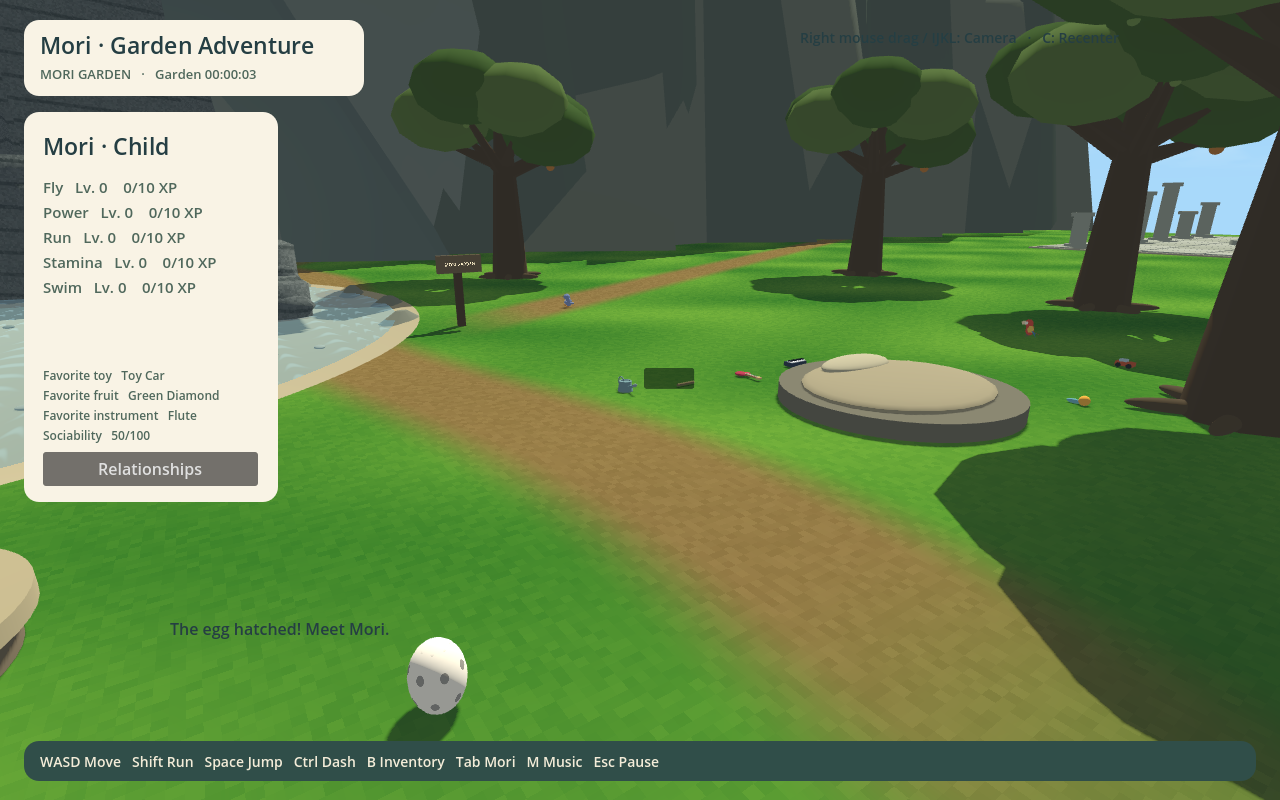 Mori · Garden Adventure
MORI GARDEN · Garden 00:00:03
Right mouse drag / IJKL: Camera · C: Recenter
Mori · Child
Fly Lv. 0 0/10 XP
Power Lv. 0 0/10 XP
Run Lv. 0 0/10 XP
Stamina Lv. 0 0/10 XP
Swim Lv. 0 0/10 XP
Favorite toy Toy Car
Favorite fruit Green Diamond
Favorite instrument Flute
Sociability 50/100
Relationships
The egg hatched! Meet Mori.
WASD Move Shift Run Space Jump Ctrl Dash B Inventory Tab Mori M Music Esc Pause